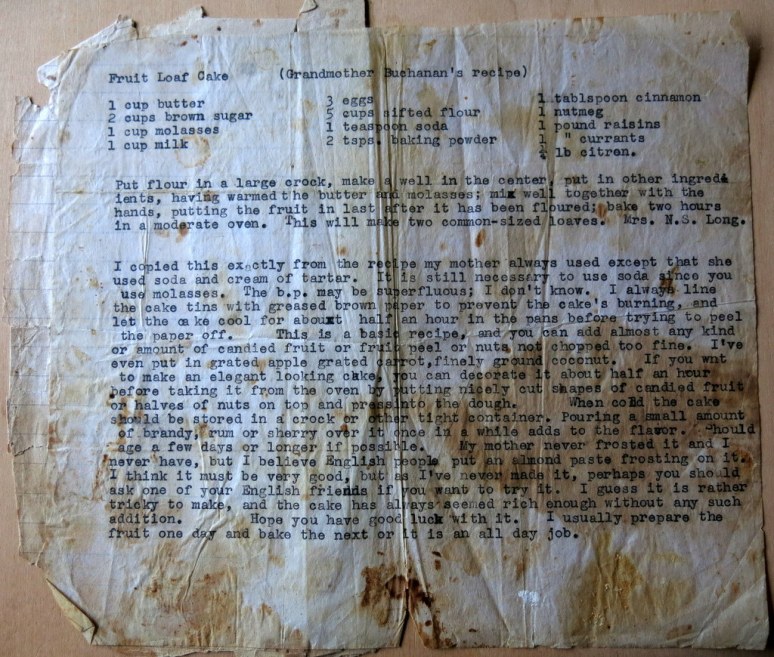 Fruit Loaf Cake (Grandmother Buchanan's recipe)
1 cup butter 3 eggs 1 tablspoon cinnamon
2 cups brown sugar 5 cups sifted flour 1 nutmeg
1 cup molasses 1 teaspoon soda 1 pound raisins
1 cup milk 2 tsps. baking powder 1 " currants
lb citron.
Put flour in a large crock, make a well in the center, put in other ingred
ients, having warmed the butter and molasses; mix well together with the
hands, putting the fruit in last after it has been floured; bake two hours
in a moderate oven. This will make two common-sized loaves. Mrs. N.S. Long.
I copied this exactly from the recipe my mother always used except that she
used soda and cream of tartar. It is still necessary to use soda since you
use molasses. The b.p. may be superfluous; I don't know. I always line
the cake tins with greased brown paper to prevent the cake's burning, and
let the cake cool for about half an hour in the pans before trying to peel
the paper off. This is a basic recipe, and you can add almost any kind
or amount of candied fruit or fruit peel or nuts, not chopped too fine. I've
even put in grated apple grated carrot,finely ground coconut. If you wnt
to make an elegant looking cake, you can decorate it about half an hour
before taking it from the oven by putting nicely cut shapes of candied fruit
or halves of nuts on top and press into the dough. When cold the cake
should be stored in a crock or other tight container. Pouring a small amount
of brandy, rum or sherry over it once in a while adds to the flavor. Should
age a few days or longer if possible. My mother never frosted it and I
never have, but I believe English people put an almond paste frosting on it.
I think it must be very good, but as I've never made it, perhaps you should
ask one of your English friends if you want to try it. I guess it is rather
tricky to make, and the cake has always seemed rich enough without any such
addition. Hope you have good luck with it. I usually prepare the
fruit one day and bake the next or it is an all day job.